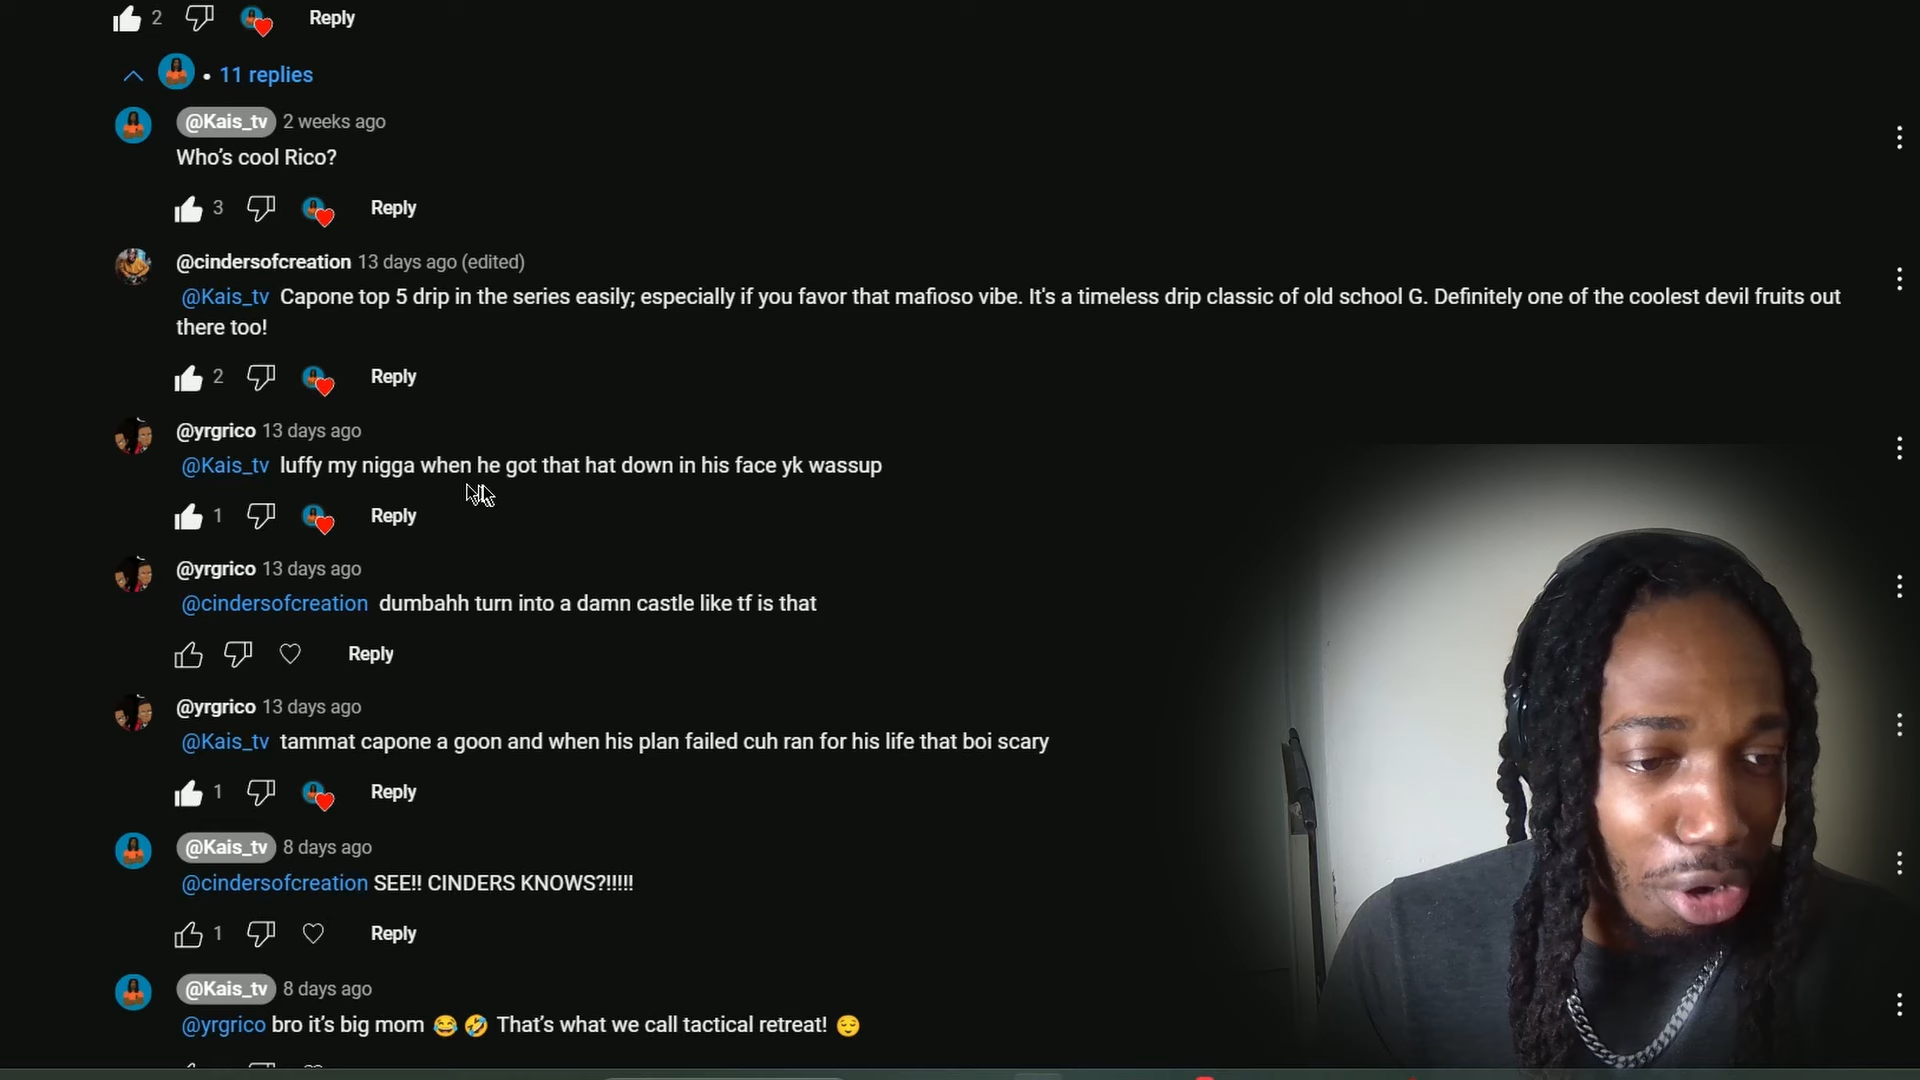 2 Reply
• 11 replies
@Kais_tv 2 weeks ago
Who’s cool Rico?
3 Reply
@cindersofcreation 13 days ago (edited)
@Kais_tv Capone top 5 drip in the series easily; especially if you favor that mafioso vibe. It's a timeless drip classic of old school G. Definitely one of the coolest devil fruits out
there too!
2 Reply
@yrgrico 13 days ago
@Kais_tv luffy my nigga when he got that hat down in his face yk wassup
1 Reply
@yrgrico 13 days ago
@cindersofcreation dumbahh turn into a damn castle like tf is that
Reply
@yrgrico 13 days ago
@Kais_tv tammat capone a goon and when his plan failed cuh ran for his life that boi scary
1 Reply
@Kais_tv 8 days ago
@cindersofcreation SEE!! CINDERS KNOWS?!!!!!
1 Reply
@Kais_tv 8 days ago
@yrgrico bro it’s big mom 😂 🤣 That’s what we call tactical retreat! 😌